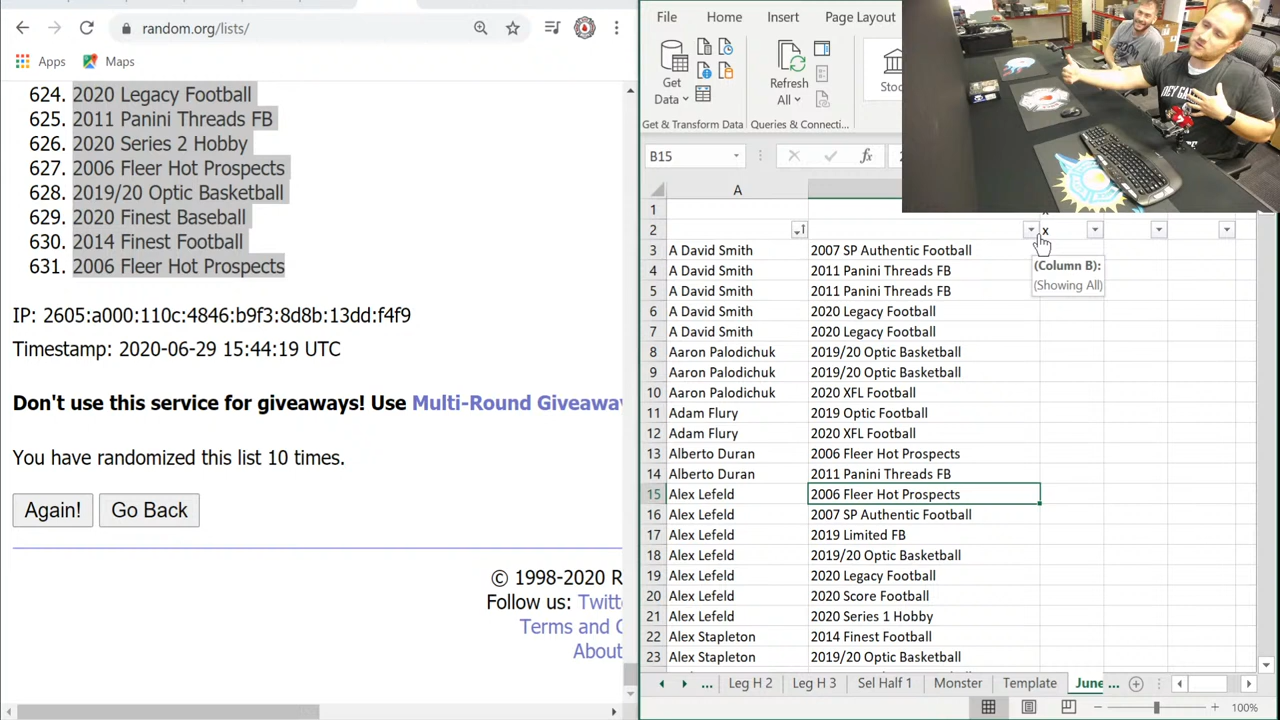 random.org/lists/
Apps
Maps
624. 2020 Legacy Football
625. 2011 Panini Threads FB
626. 2020 Series 2 Hobby
627. 2006 Fleer Hot Prospects
628. 2019/20 Optic Basketball
629. 2020 Finest Baseball
630. 2014 Finest Football
631. 2006 Fleer Hot Prospects
IP: 2605:a000:110c:4846:b9f3:8d8b:13dd:f4f9
Timestamp: 2020-06-29 15:44:19 UTC
Don't use this service for giveaways! Use Multi-Round Giveaway
You have randomized this list 10 times.
Again! Go Back
© 1998-2020 R
Follow us: Twitt
Terms and C
About
File Home Insert Page Layout
Get Data
Refresh All
Stoc
Get & Transform Data Queries & Connecti...
B15 fx 2
A
1
2 x
3 A David Smith 2007 SP Authentic Football
4 A David Smith 2011 Panini Threads FB
5 A David Smith 2011 Panini Threads FB
6 A David Smith 2020 Legacy Football
7 A David Smith 2020 Legacy Football
8 Aaron Palodichuk 2019/20 Optic Basketball
9 Aaron Palodichuk 2019/20 Optic Basketball
10 Aaron Palodichuk 2020 XFL Football
11 Adam Flury 2019 Optic Football
12 Adam Flury 2020 XFL Football
13 Alberto Duran 2006 Fleer Hot Prospects
14 Alberto Duran 2011 Panini Threads FB
15 Alex Lefeld 2006 Fleer Hot Prospects
16 Alex Lefeld 2007 SP Authentic Football
17 Alex Lefeld 2019 Limited FB
18 Alex Lefeld 2019/20 Optic Basketball
19 Alex Lefeld 2020 Legacy Football
20 Alex Lefeld 2020 Score Football
21 Alex Lefeld 2020 Series 1 Hobby
22 Alex Stapleton 2014 Finest Football
23 Alex Stapleton 2019/20 Optic Basketball
(Column B):
(Showing All)
... Leg H 2 Leg H 3 Sel Half 1 Monster Template June ...
100%